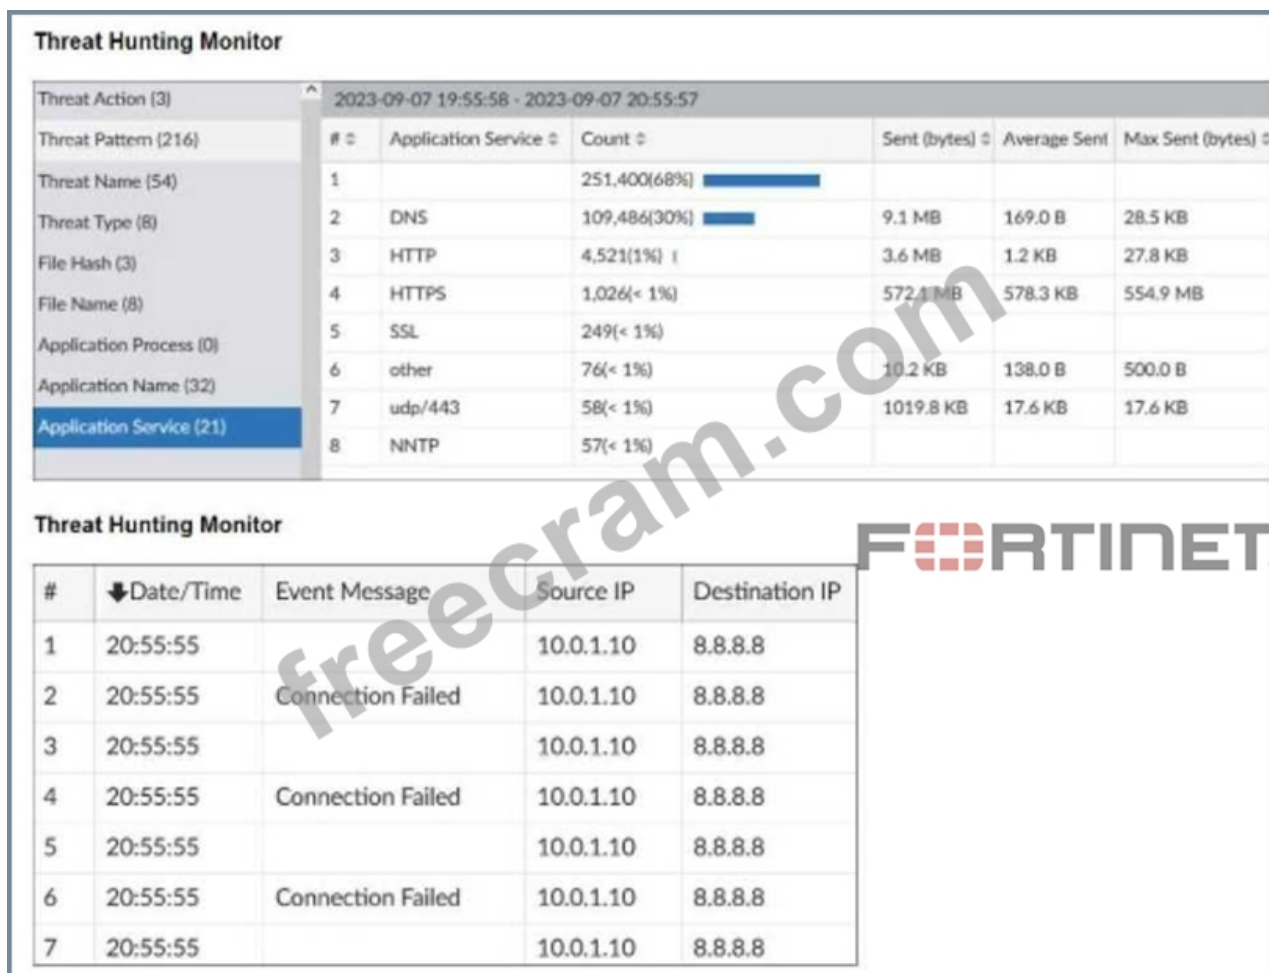 Threat Hunting Monitor
Threat Action (3)
Threat Pattern (216)
Threat Name (54)
Threat Type (8)
File Hash (3)
File Name (8)
Application Process (0)
Application Name (32)
Application Service (21)
2023-09-07 19:55:58 - 2023-09-07 20:55:57
# Application Service Count Sent (bytes) Average Sent Max Sent (bytes)
1 251,400(68%)
2 DNS 109,486(30%) 9.1 MB 169.0 B 28.5 KB
3 HTTP 4,521(1%) 3.6 MB 1.2 KB 27.8 KB
4 HTTPS 1,026(< 1%) 572.1 MB 578.3 KB 554.9 MB
5 SSL 249(< 1%)
6 other 76(< 1%) 10.2 KB 138.0 B 500.0 B
7 udp/443 58(< 1%) 1019.8 KB 17.6 KB 17.6 KB
8 NNTP 57(< 1%)
freecram.com
Threat Hunting Monitor
FORTINET
# Date/Time Event Message Source IP Destination IP
1 20:55:55 10.0.1.10 8.8.8.8
2 20:55:55 Connection Failed 10.0.1.10 8.8.8.8
3 20:55:55 10.0.1.10 8.8.8.8
4 20:55:55 Connection Failed 10.0.1.10 8.8.8.8
5 20:55:55 10.0.1.10 8.8.8.8
6 20:55:55 Connection Failed 10.0.1.10 8.8.8.8
7 20:55:55 10.0.1.10 8.8.8.8